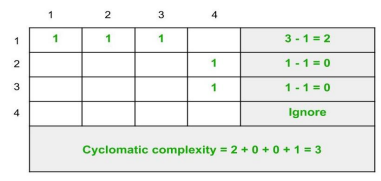 1 2 3 4
1 1 1 1 3 - 1 = 2
2 1 1 - 1 = 0
3 1 1 - 1 = 0
4 Ignore
Cyclomatic complexity = 2 + 0 + 0 + 1 = 3